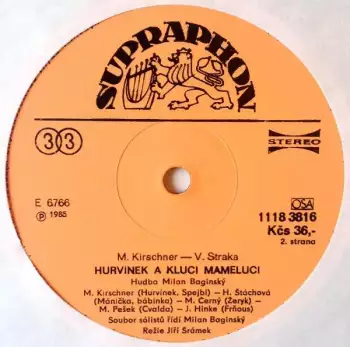 SUPRAPHON
33
STEREO
E 6766
Ⓟ 1985
OSA
1118 3816
Kčs 36,-
2. strana
M. Kirschner — V. Straka
HURVÍNEK A KLUCI MAMELUCI
Hudba Milan Baginský
M. Kirschner (Hurvínek, Spejbl) — H. Štáchová
(Mánička, bábinka) — M. Černý (Žeryk) —
M. Pešek (Cvalda) — J. Hinke (Frňous)
Soubor sólistů řídí Milan Baginský
Režie Jiří Šrámek